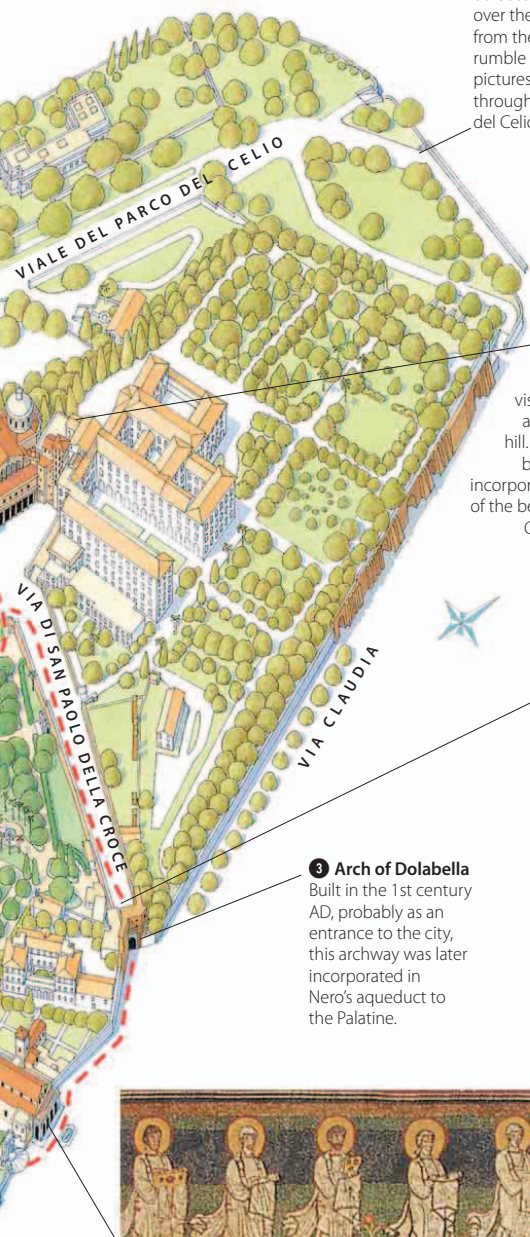 over the
from the
rumble
pictures
through
del Celio
VIALE DEL PARCO DEL CELIO
vis
a
hill.
b
incorpor
of the be
VIA DI SAN PAOLO DELLA CROCE
VIA CLAUDIA
3 Arch of Dolabella
Built in the 1st century
AD, probably as an
entrance to the city,
this archway was later
incorporated in
Nero’s aqueduct to
the Palatine.